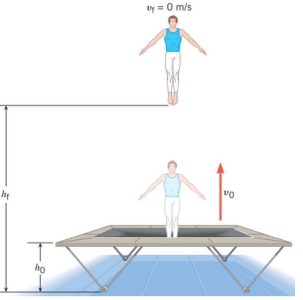 v_f = 0 m/s
v_0
h_f
h_0